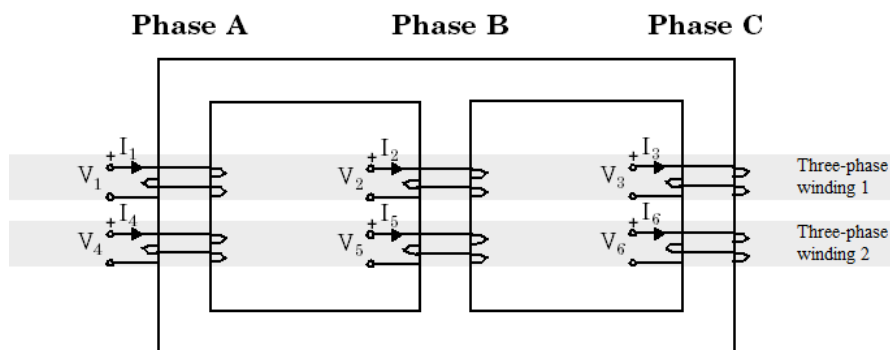 Phase A Phase B Phase C
+ I₁ + I₂ + I₃
V₁ V₂ V₃
Three-phase
winding 1
+ I₄ + I₅ + I₆
V₄ V₅ V₆
Three-phase
winding 2